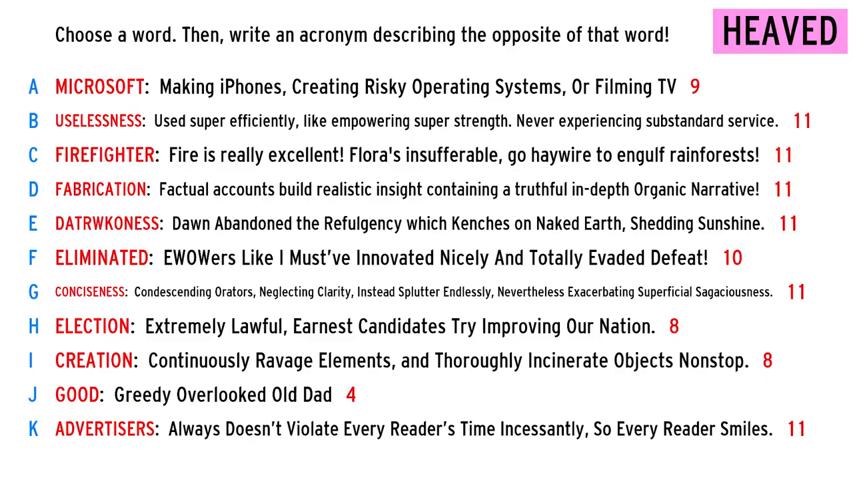 Choose a word. Then, write an acronym describing the opposite of that word!
HEAVED
A MICROSOFT: Making iPhones, Creating Risky Operating Systems, Or Filming TV 9
B USELESSNESS: Used super efficiently, like empowering super strength. Never experiencing substandard service. 11
C FIREFIGHTER: Fire is really excellent! Flora's insufferable, go haywire to engulf rainforests! 11
D FABRICATION: Factual accounts build realistic insight containing a truthful in-depth Organic Narrative! 11
E DATRWKONESS: Dawn Abandoned the Refulgency which Kenches on Naked Earth, Shedding Sunshine. 11
F ELIMINATED: EWOWers Like I Must've Innovated Nicely And Totally Evaded Defeat! 10
G CONCISENESS: Condescending Orators, Neglecting Clarity, Instead Splutter Endlessly, Nevertheless Exacerbating Superficial Sagaciousness. 11
H ELECTION: Extremely Lawful, Earnest Candidates Try Improving Our Nation. 8
I CREATION: Continuously Ravage Elements, and Thoroughly Incinerate Objects Nonstop. 8
J GOOD: Greedy Overlooked Old Dad 4
K ADVERTISERS: Always Doesn't Violate Every Reader's Time Incessantly, So Every Reader Smiles. 11